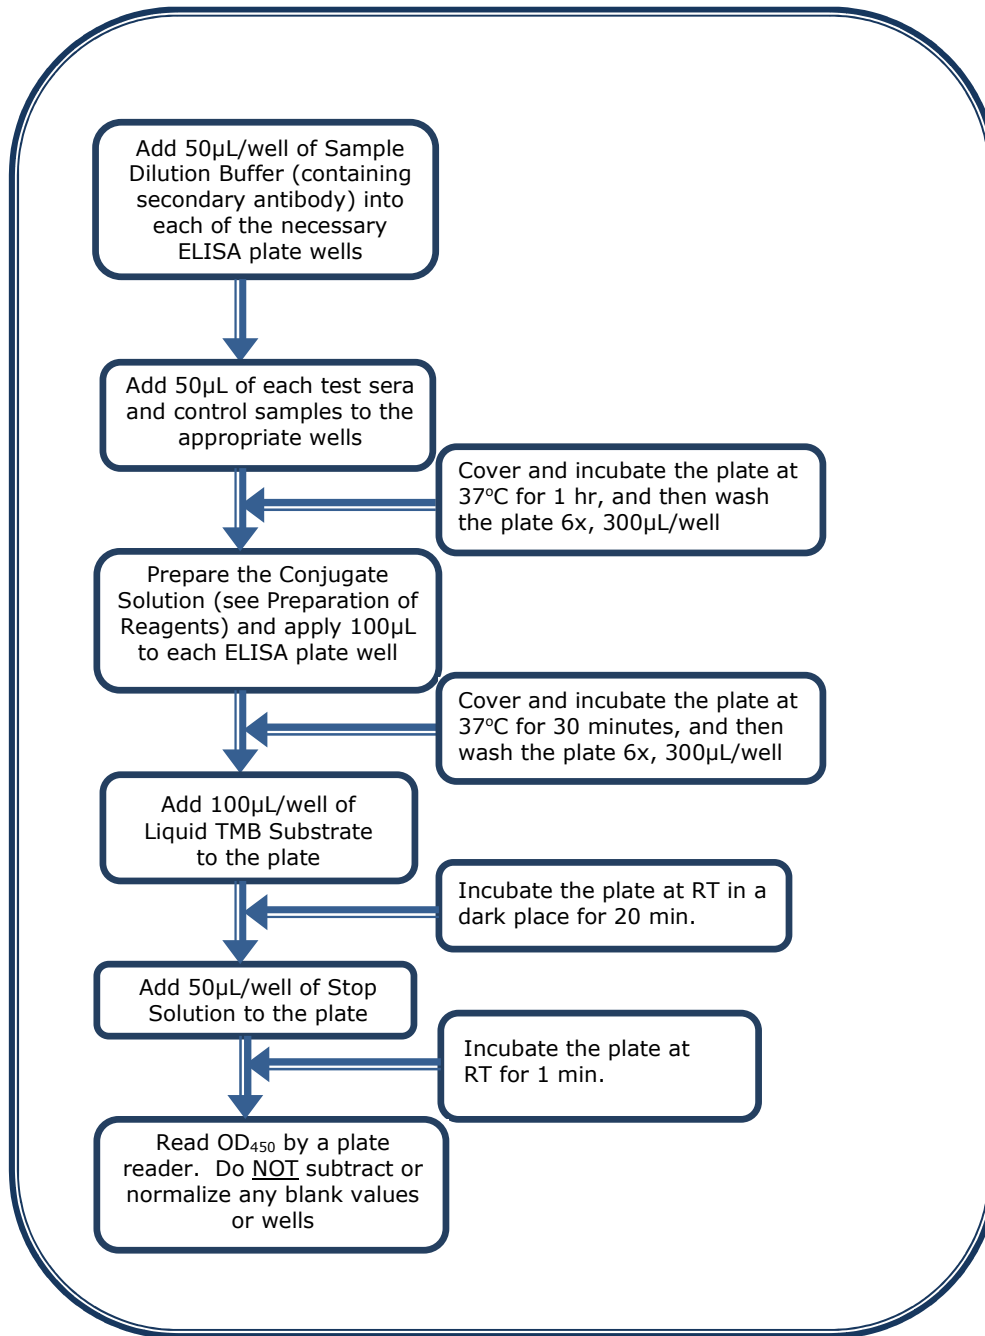 Add 50µL/well of Sample
Dilution Buffer (containing
secondary antibody) into
each of the necessary
ELISA plate wells
Add 50µL of each test sera
and control samples to the
appropriate wells
Cover and incubate the plate at
37°C for 1 hr, and then wash
the plate 6x, 300µL/well
Prepare the Conjugate
Solution (see Preparation of
Reagents) and apply 100µL
to each ELISA plate well
Cover and incubate the plate at
37°C for 30 minutes, and then
wash the plate 6x, 300µL/well
Add 100µL/well of
Liquid TMB Substrate
to the plate
Incubate the plate at RT in a
dark place for 20 min.
Add 50µL/well of Stop
Solution to the plate
Incubate the plate at
RT for 1 min.
Read OD₄₅₀ by a plate
reader.  Do NOT subtract or
normalize any blank values
or wells